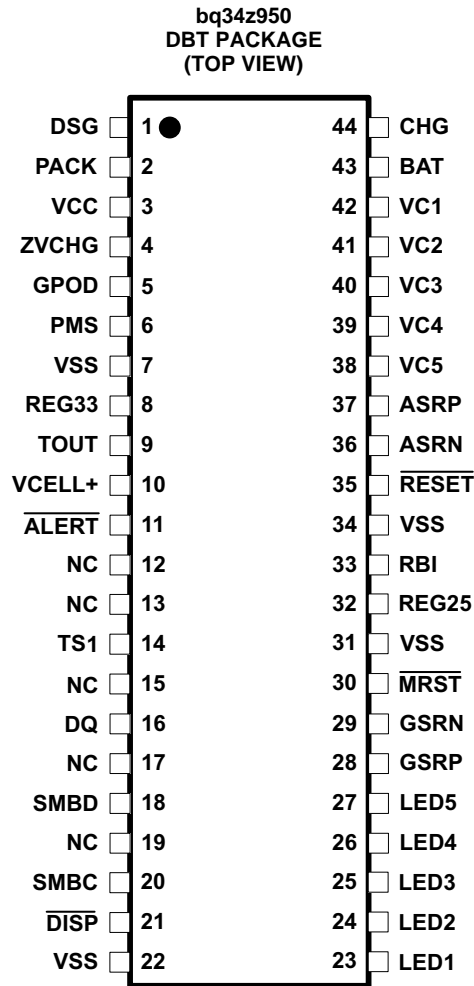 bq34z950
DBT PACKAGE
(TOP VIEW)
DSG 1 44 CHG
PACK 2 43 BAT
VCC 3 42 VC1
ZVCHG 4 41 VC2
GPOD 5 40 VC3
PMS 6 39 VC4
VSS 7 38 VC5
REG33 8 37 ASRP
TOUT 9 36 ASRN
VCELL+ 10 35 RESET
ALERT 11 34 VSS
NC 12 33 RBI
NC 13 32 REG25
TS1 14 31 VSS
NC 15 30 MRST
DQ 16 29 GSRN
NC 17 28 GSRP
SMBD 18 27 LED5
NC 19 26 LED4
SMBC 20 25 LED3
DISP 21 24 LED2
VSS 22 23 LED1